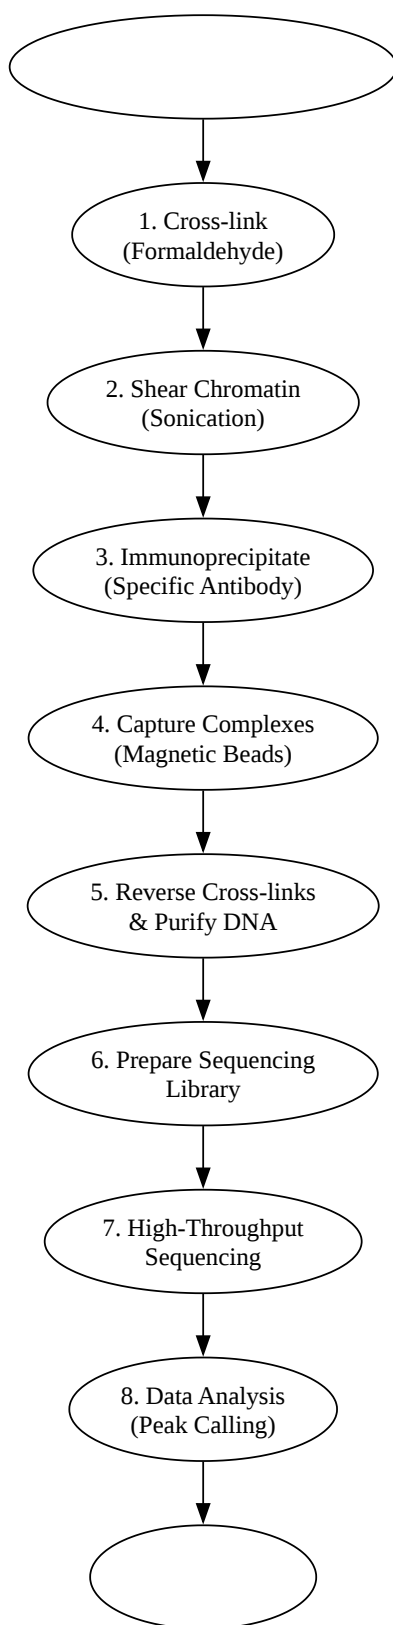 1. Cross-link
(Formaldehyde)
2. Shear Chromatin
(Sonication)
3. Immunoprecipitate
(Specific Antibody)
4. Capture Complexes
(Magnetic Beads)
5. Reverse Cross-links
& Purify DNA
6. Prepare Sequencing
Library
7. High-Throughput
Sequencing
8. Data Analysis
(Peak Calling)